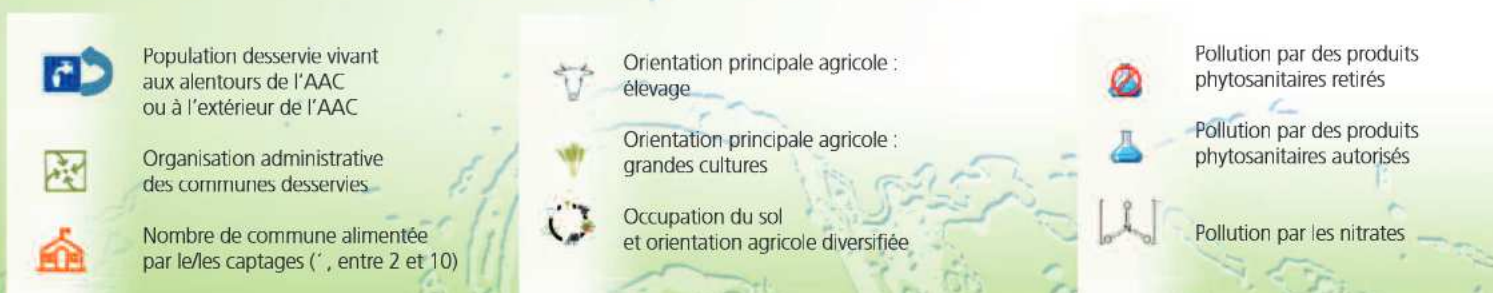 Population desservie vivant
aux alentours de l'AAC
ou à l'extérieur de l'AAC
Organisation administrative
des communes desservies
Nombre de commune alimentée
par le/les captages (´, entre 2 et 10)
Orientation principale agricole :
élevage
Orientation principale agricole :
grandes cultures
Occupation du sol
et orientation agricole diversifiée
Pollution par des produits
phytosanitaires retirés
Pollution par des produits
phytosanitaires autorisés
Pollution par les nitrates